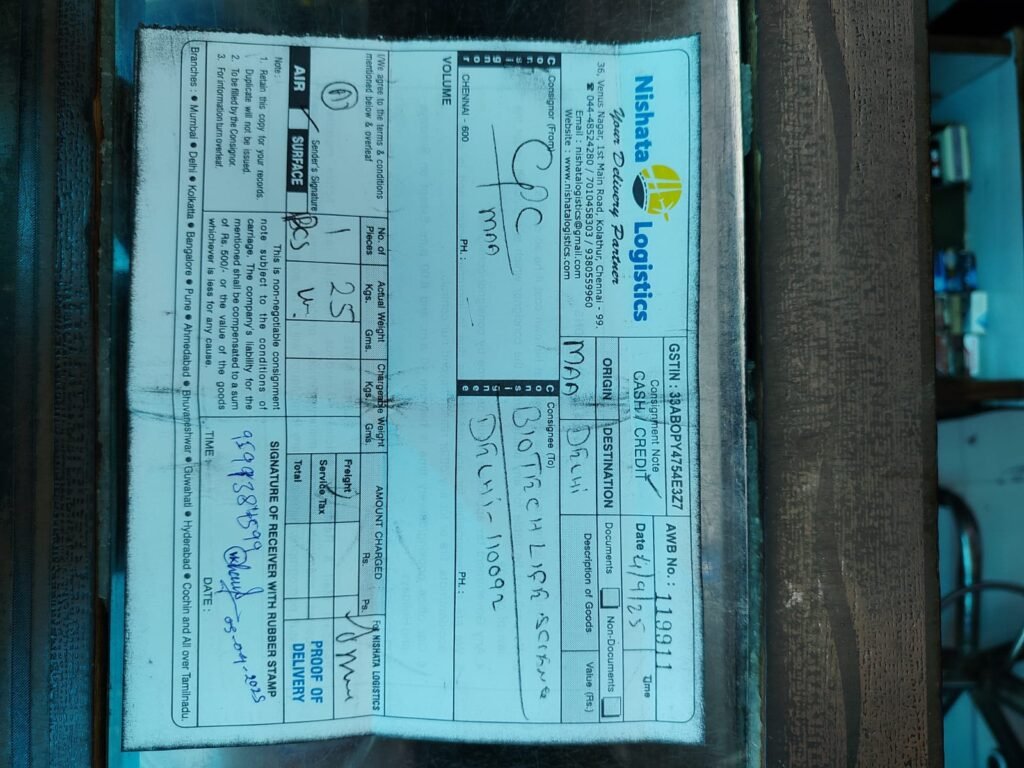 Nishata Logistics
Your Delivery Partner
36, Venus Nagar, 1st Main Road, Kolathur, Chennai - 99.
☎ 044-48524280 / 7010458303 / 9380559960
Email : nishatalogistics@gmail.com
Website : www.nishatalogistics.com
GSTIN : 33ABOPY4754E3Z7
Consignment Note
CASH / CREDIT
AWB No. : 119911
Date 4/4/25 Time
ORIGIN DESTINATION
MAA Delhi
Description of Goods Value (Rs.)
Documents Non-Documents
Consignor
Consignor (From)
CPC
MAA
CHENNAI - 600 PH. :
Consignee
Consignee (To)
BIOTECH LIFE SCIENCE
DELHI - 110092
PH. :
VOLUME
I/We agree to the terms & conditions
mentioned below & overleaf
Sender's Signature
AIR SURFACE
Note :
1. Retain this copy for your records.
Duplicate will not be issued.
2. To be filled by the Consignor.
3. For information turn overleaf.
No. of Pieces
Actual Weight
Kgs. Gms.
Chargeable Weight
Kgs. Gms.
1 25
PCS
This is non-negotiable consignment
note subject to the conditions of
carriage. The company's liability for the
mentioned shall be compensated to a sum
of Rs. 500/- or the value of the goods
whichever is less for any cause.
AMOUNT CHARGED
Rs. Ps.
Freight
Service Tax
Total
For NISHATA LOGISTICS
PROOF OF
DELIVERY
SIGNATURE OF RECEIVER WITH RUBBER STAMP
03-04-2025
TIME : DATE :
Branches : ● Mumbai ● Delhi ● Kolkatta ● Bangalore ● Pune ● Ahmedabad ● Bhuvaneshwar ● Guwahati ● Hyderabad ● Cochin and All over Tamilnadu.